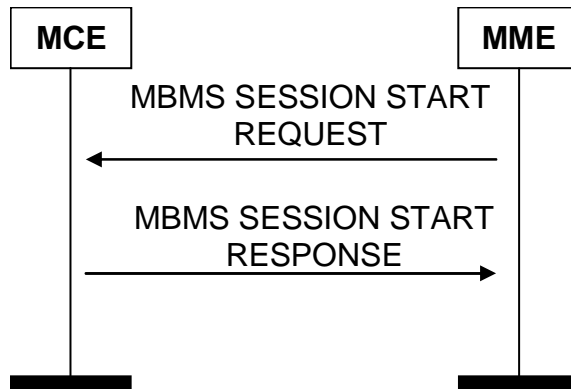 MCE
MME
MBMS SESSION START
REQUEST
MBMS SESSION START
RESPONSE